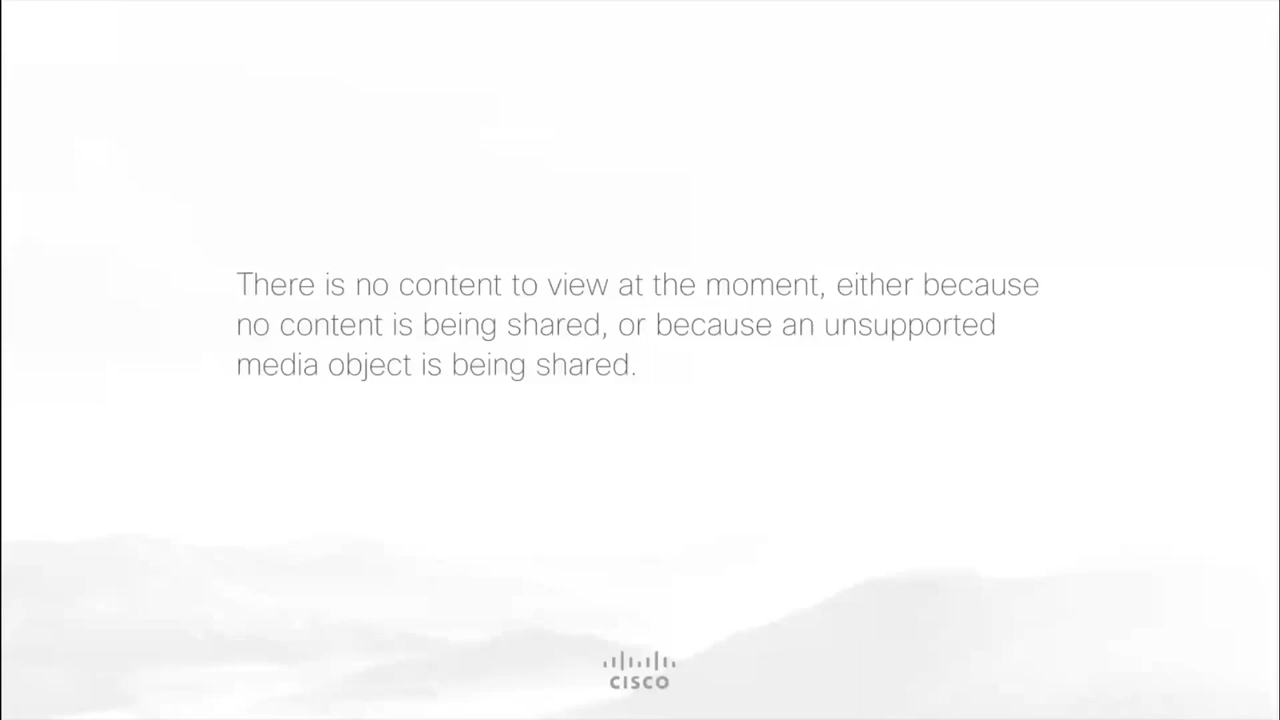 There is no content to view at the moment, either because
no content is being shared, or because an unsupported
media object is being shared.
CISCO